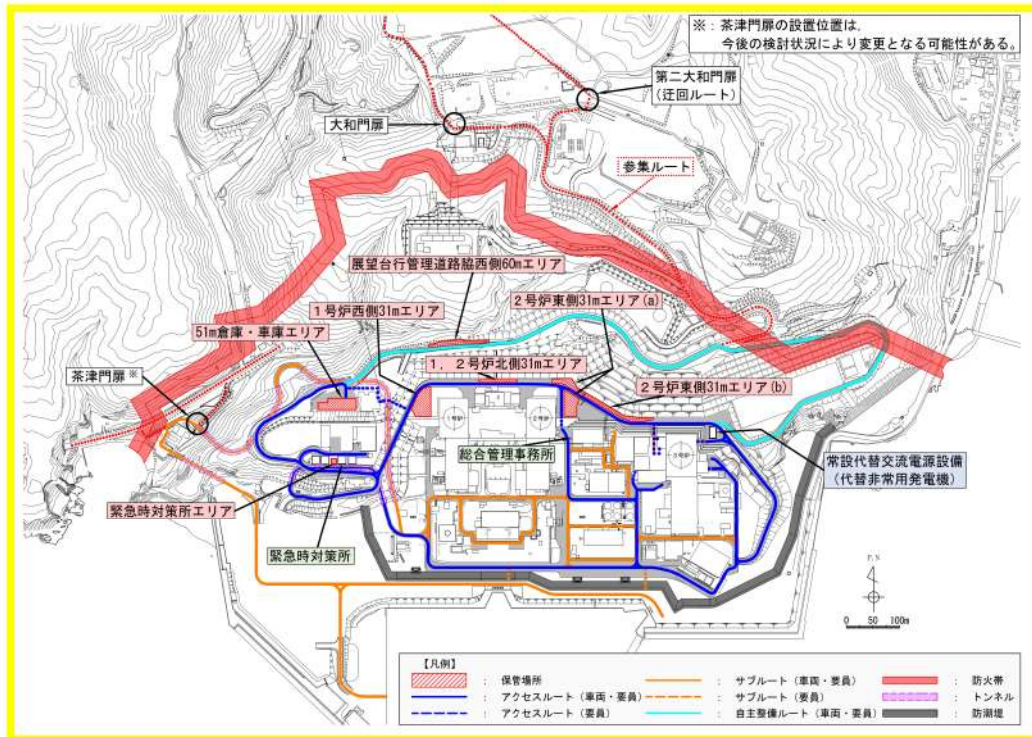 ※：茶津門扉の設置位置は，
今後の検討状況により変更となる可能性がある。
第二大和門扉
（迂回ルート）
大和門扉
参集ルート
展望台行管理道路脇西側60mエリア
１号炉西側31mエリア
２号炉東側31mエリア(a)
51m倉庫・車庫エリア
１，２号炉北側31mエリア
茶津門扉※
２号炉東側31mエリア(b)
1号炉
2号炉
3号炉
総合管理事務所
常設代替交流電源設備
（代替非常用発電機）
緊急時対策所エリア
緊急時対策所
P.N
0 50 100m
【凡例】
： 保管場所
： サブルート（車両・要員）
： 防火帯
： アクセスルート（車両・要員）
： サブルート（要員）
： トンネル
： アクセスルート（要員）
： 自主整備ルート（車両・要員）
： 防潮堤